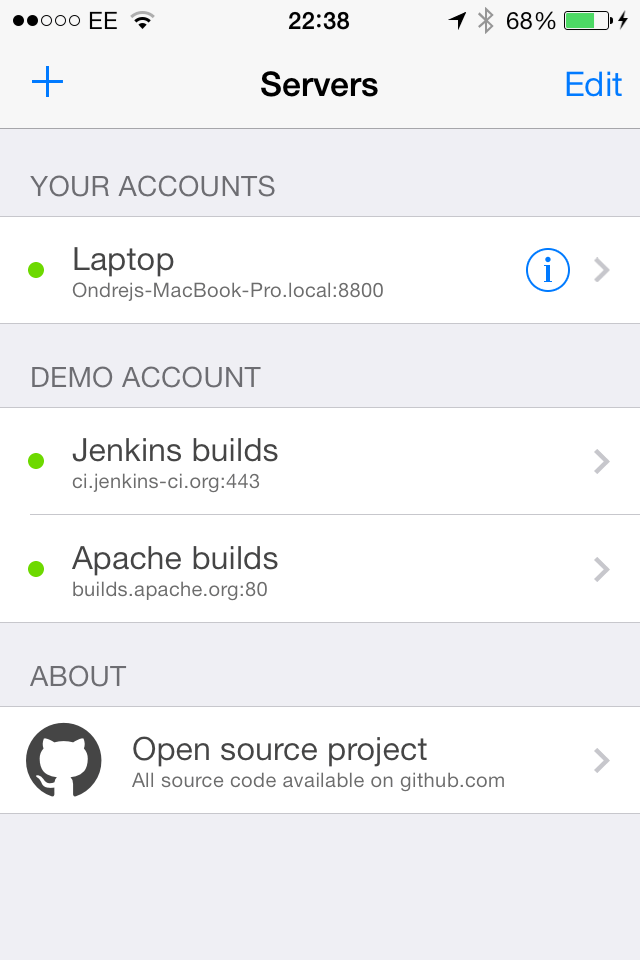 EE 22:38 68%
Servers Edit
YOUR ACCOUNTS
Laptop
Ondrejs-MacBook-Pro.local:8800
DEMO ACCOUNT
Jenkins builds
ci.jenkins-ci.org:443
Apache builds
builds.apache.org:80
ABOUT
Open source project
All source code available on github.com